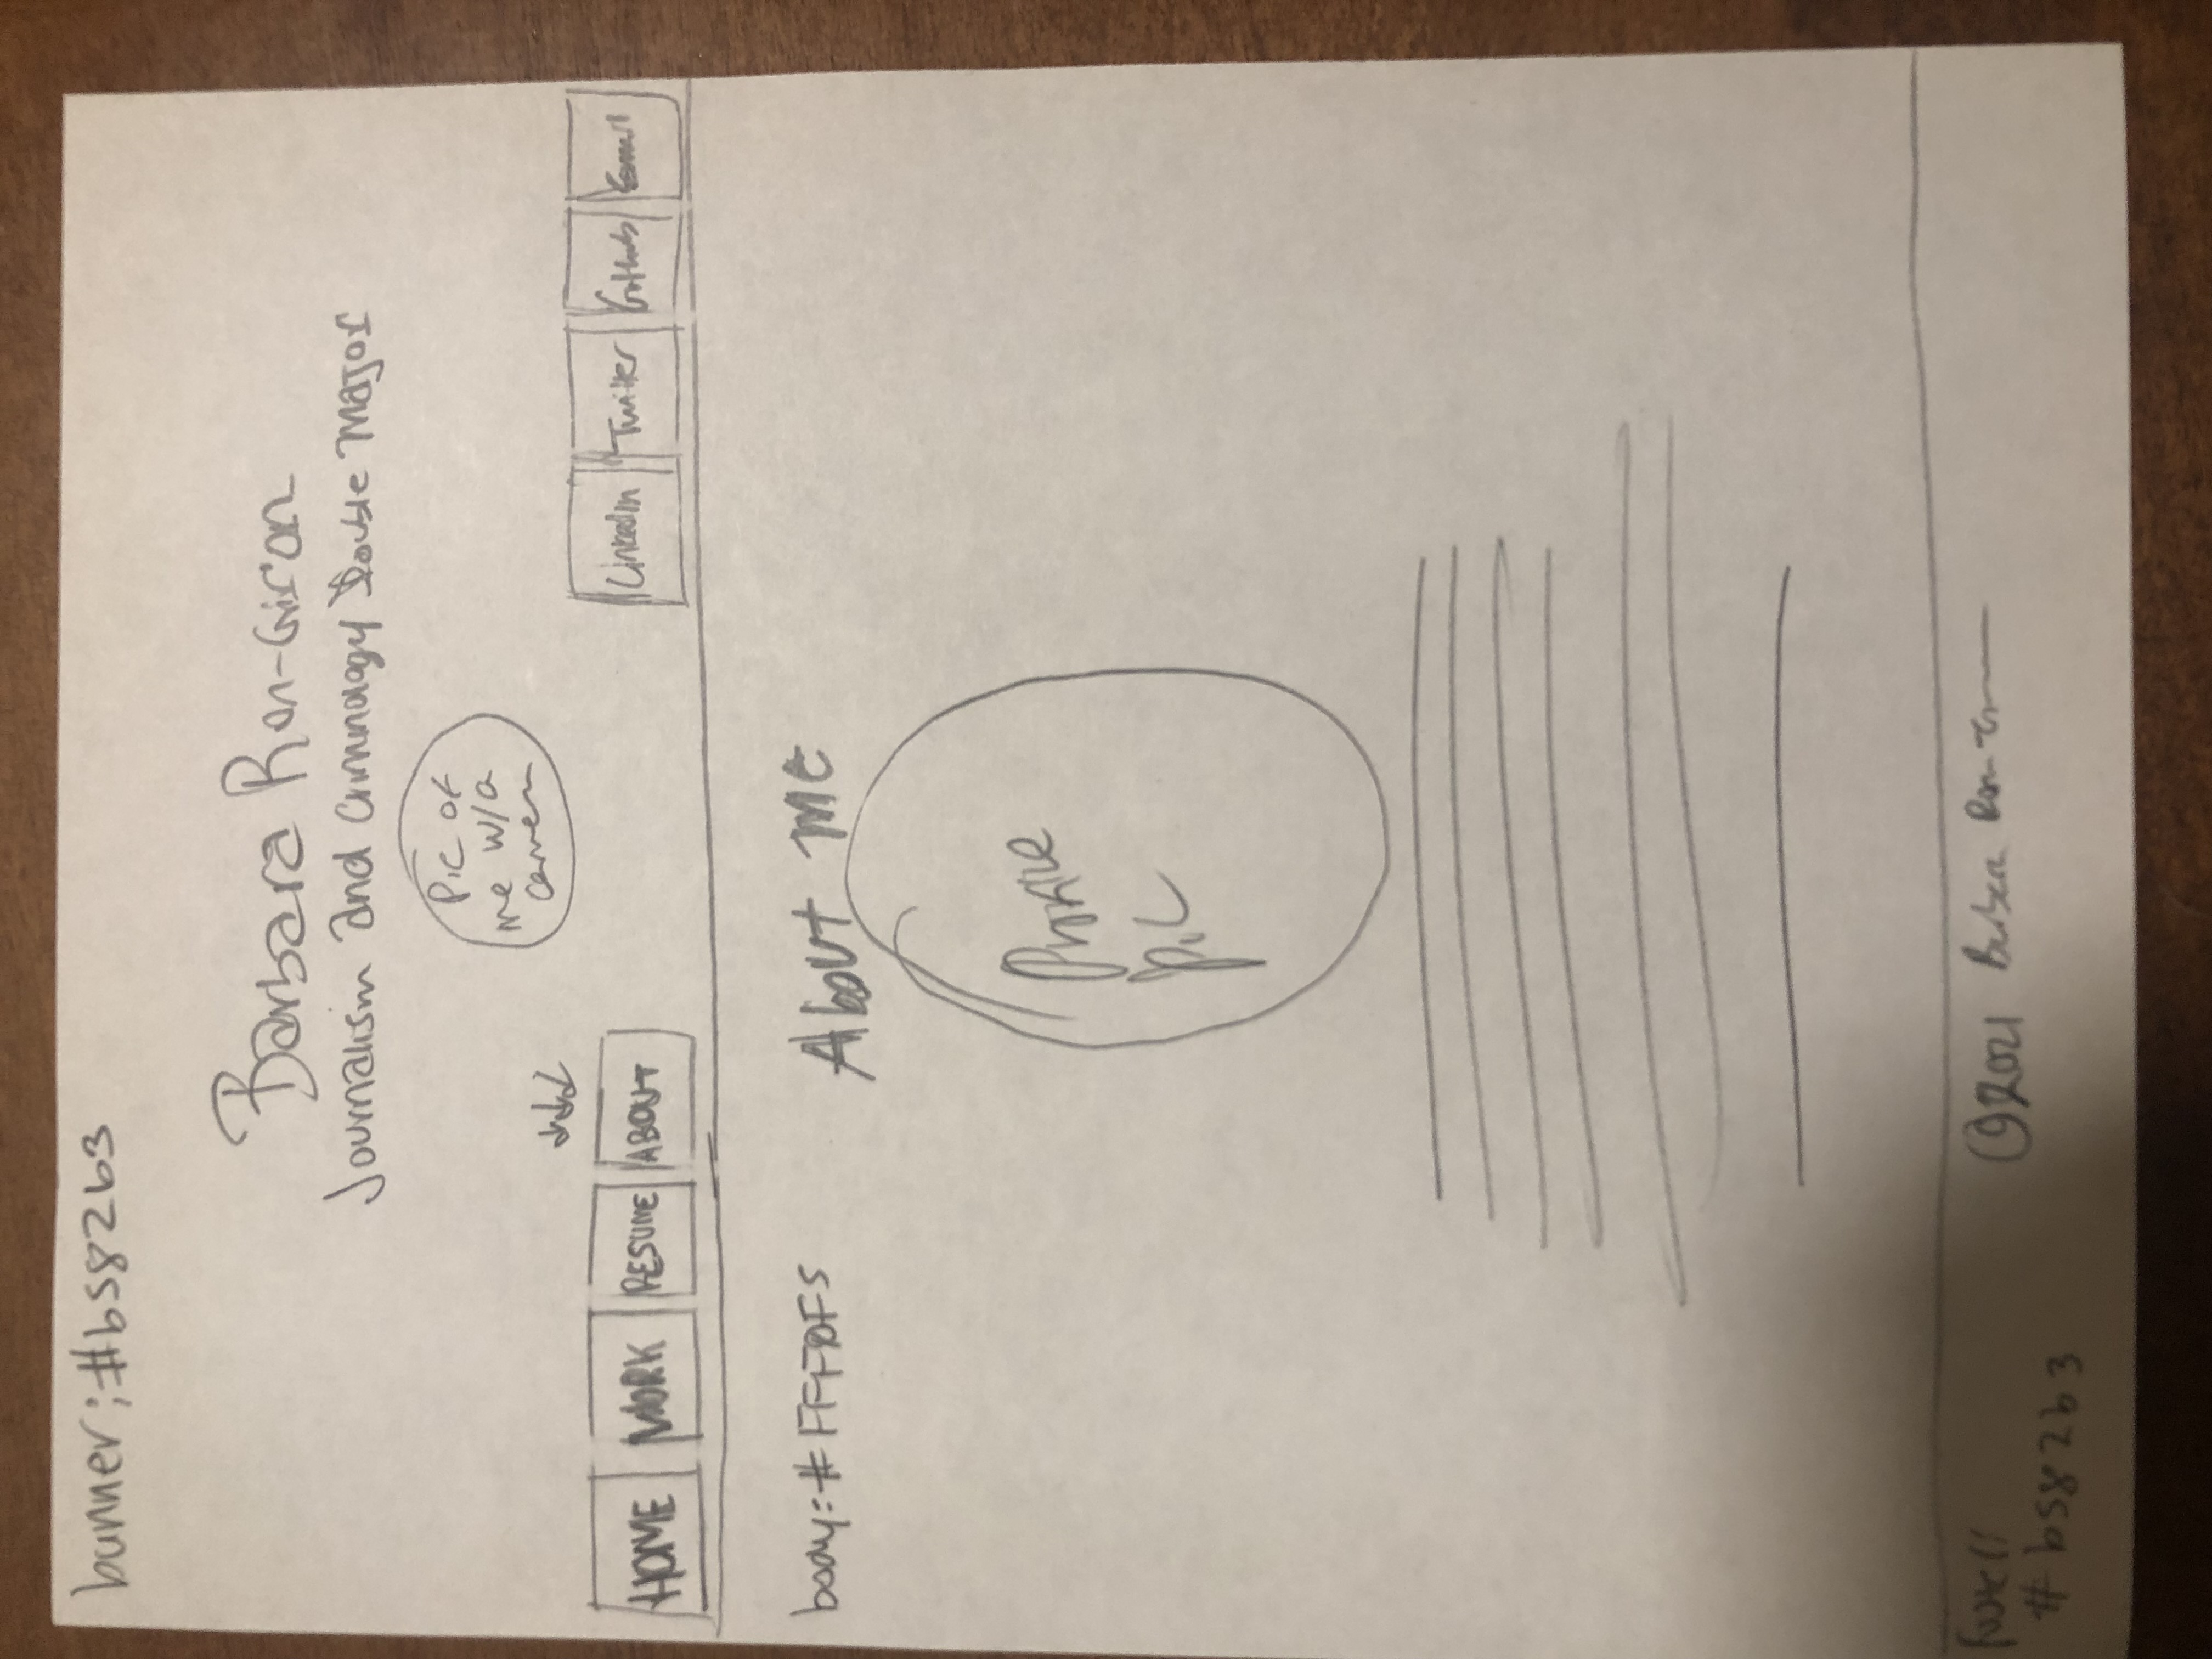 banner: #b582b3
Barbara Ron-Giron
Journalism and Criminology Double Major
Pic of
me w/a
camera
HOME WORK RESUME ABOUT
LinkedIn Twitter Github Email
body: #FFF0F5
About me
Profile
pic
©2021 Barbara Ron-
footer
#b582b3